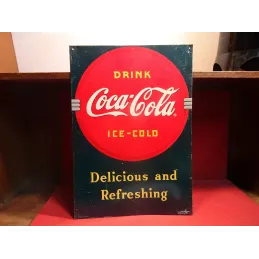 DRINK
Coca-Cola
ICE-COLD
Delicious and
Refreshing